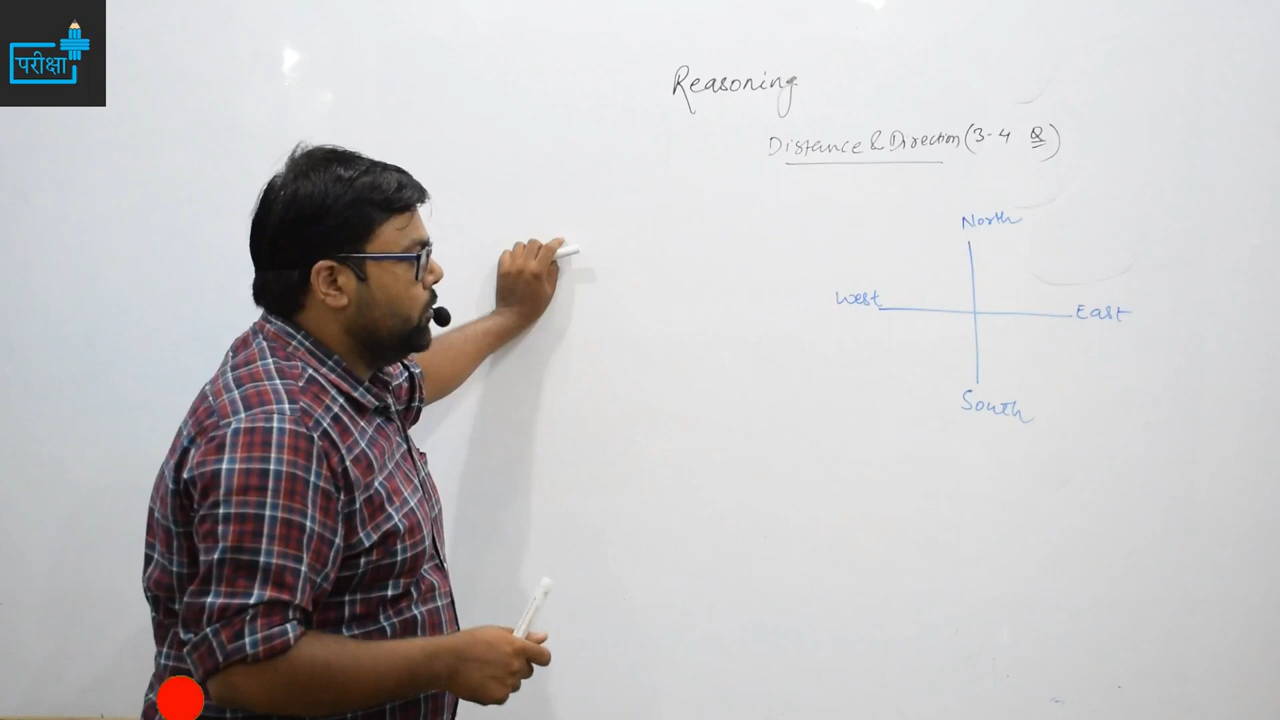 परीक्षा
Reasoning
Distance & Direction (3-4 Q)
North
West
East
South